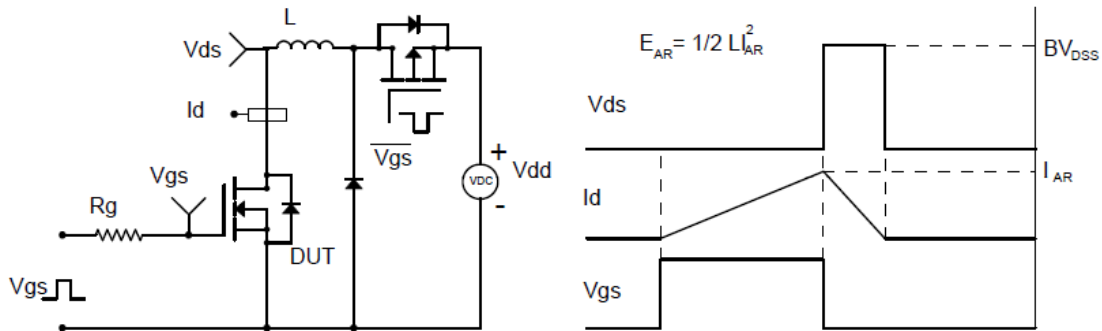 L
Vds
Id
Vgs
Vgs
+
VDC
Vdd
-
Vgs
Rg
DUT
Vgs
E_AR= 1/2 LI_AR^2
BV_DSS
Vds
I_AR
Id
Vgs